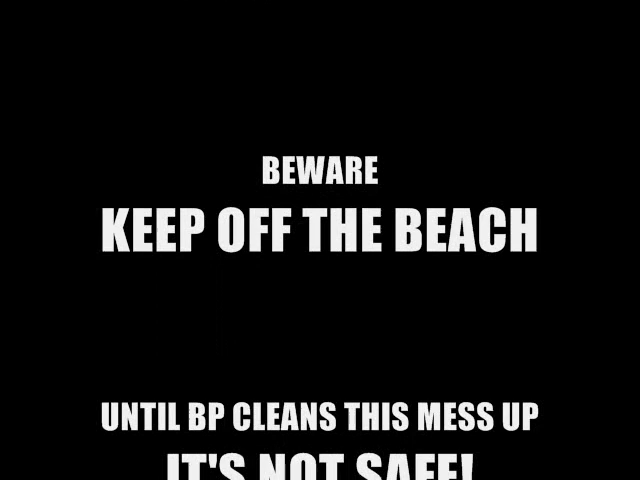 BEWARE
KEEP OFF THE BEACH
UNTIL BP CLEANS THIS MESS UP
IT'S NOT SAFE!